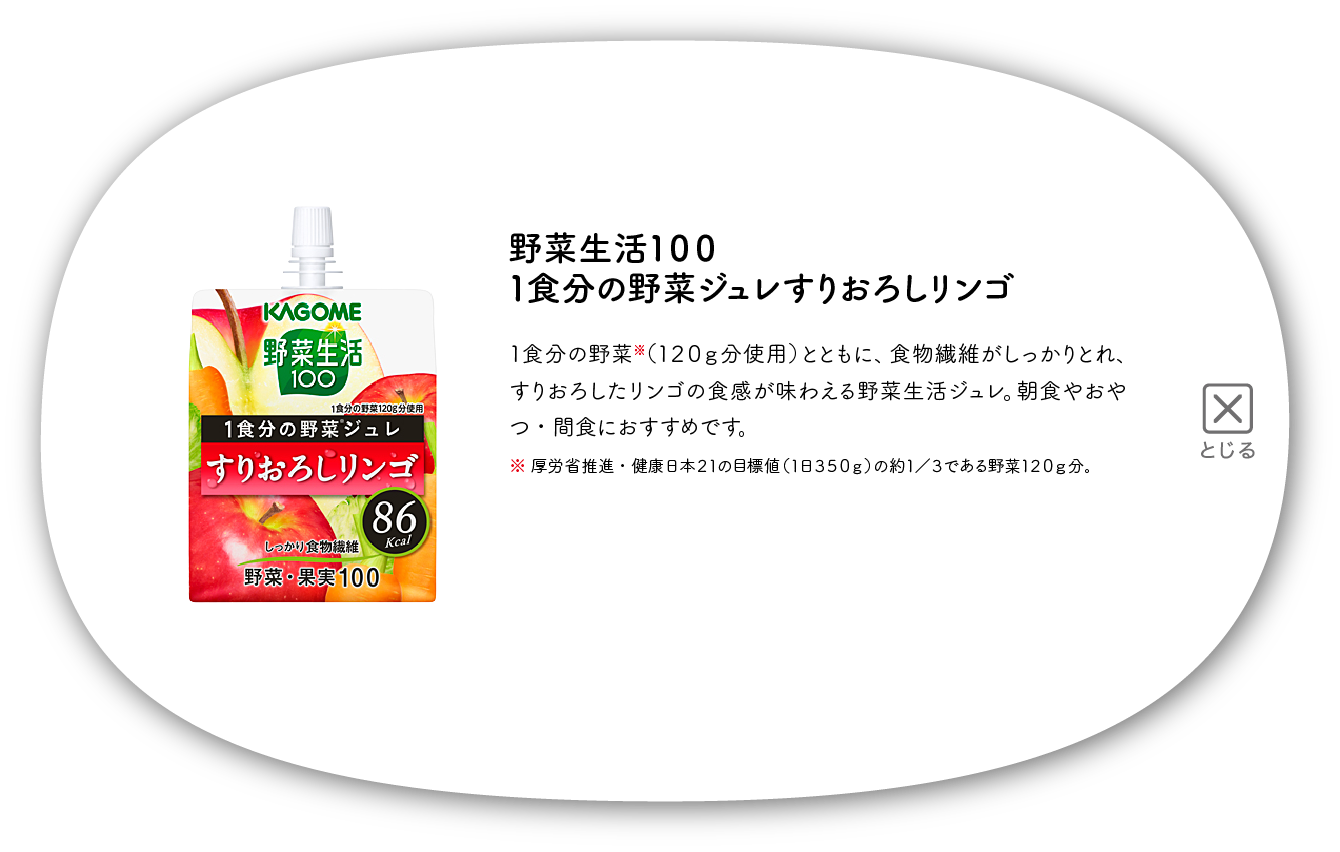 野菜生活100
1食分の野菜ジュレすりおろしリンゴ
1食分の野菜※(120g分使用)とともに、食物繊維がしっかりとれ、
すりおろしたリンゴの食感が味わえる野菜生活ジュレ。朝食やおや
つ・間食におすすめです。
※ 厚労省推進・健康日本21の目標値(1日350g)の約1/3である野菜120g分。
KAGOME
野菜生活
100
1食分の野菜120g分使用
1食分の野菜※ジュレ
すりおろしリンゴ
86
Kcal
しっかり食物繊維
野菜・果実100
とじる